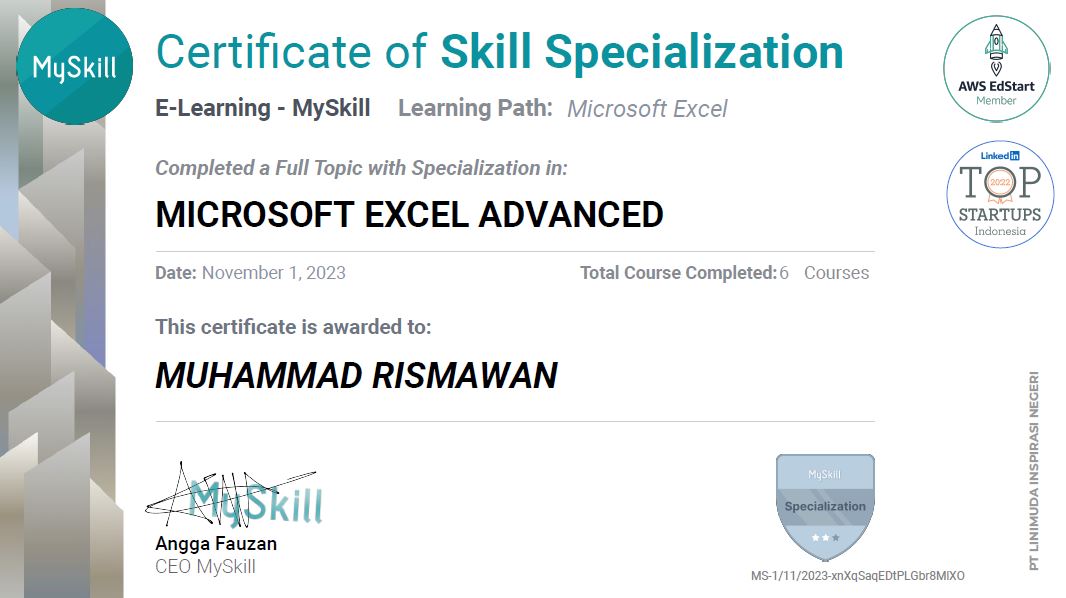 MySkill
Certificate of Skill Specialization
E-Learning - MySkill Learning Path: Microsoft Excel
Completed a Full Topic with Specialization in:
MICROSOFT EXCEL ADVANCED
Date: November 1, 2023 Total Course Completed: 6 Courses
This certificate is awarded to:
MUHAMMAD RISMAWAN
MySkill
Angga Fauzan
CEO MySkill
MySkill
Specialization
MS-1/11/2023-xnXqSaqEDtPLGbr8MIXO
AWS EdStart
Member
Linkedin
TOP
2022
STARTUPS
Indonesia
PT LINIMUDA INSPIRASI NEGERI